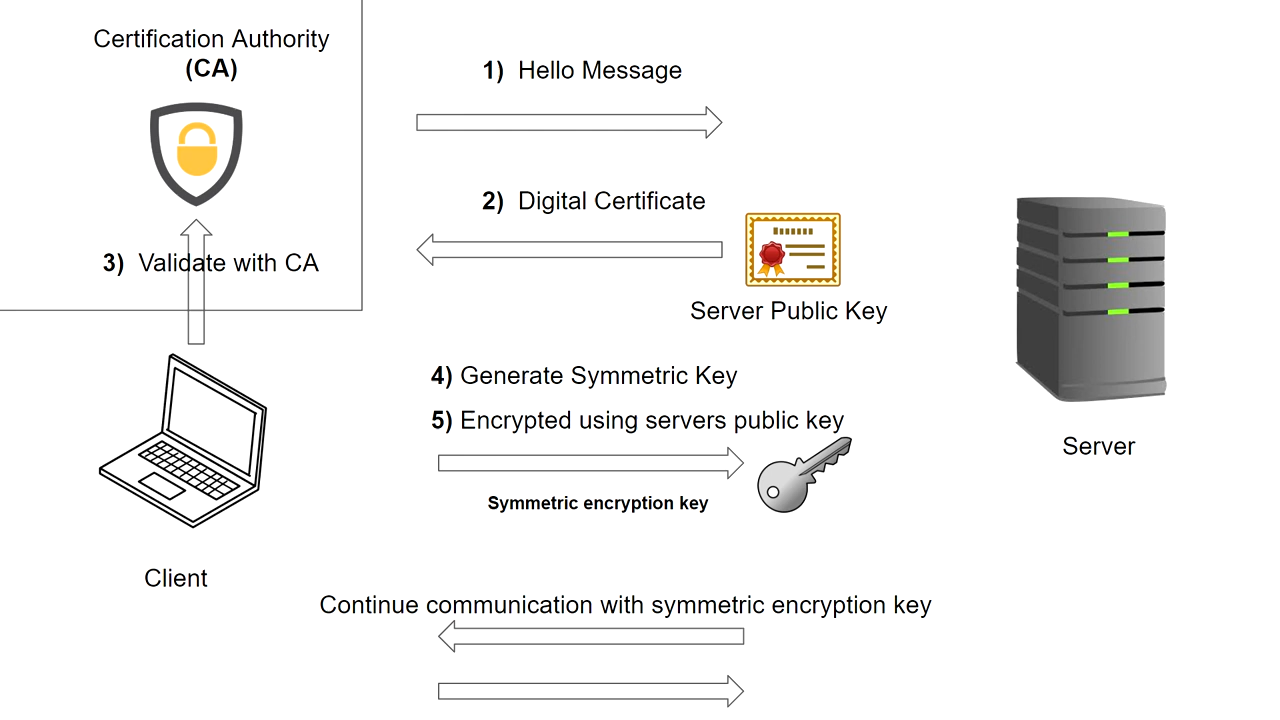 Certification Authority
(CA)
1) Hello Message
2) Digital Certificate
3) Validate with CA
Server Public Key
4) Generate Symmetric Key
5) Encrypted using servers public key
Server
Symmetric encryption key
Client
Continue communication with symmetric encryption key